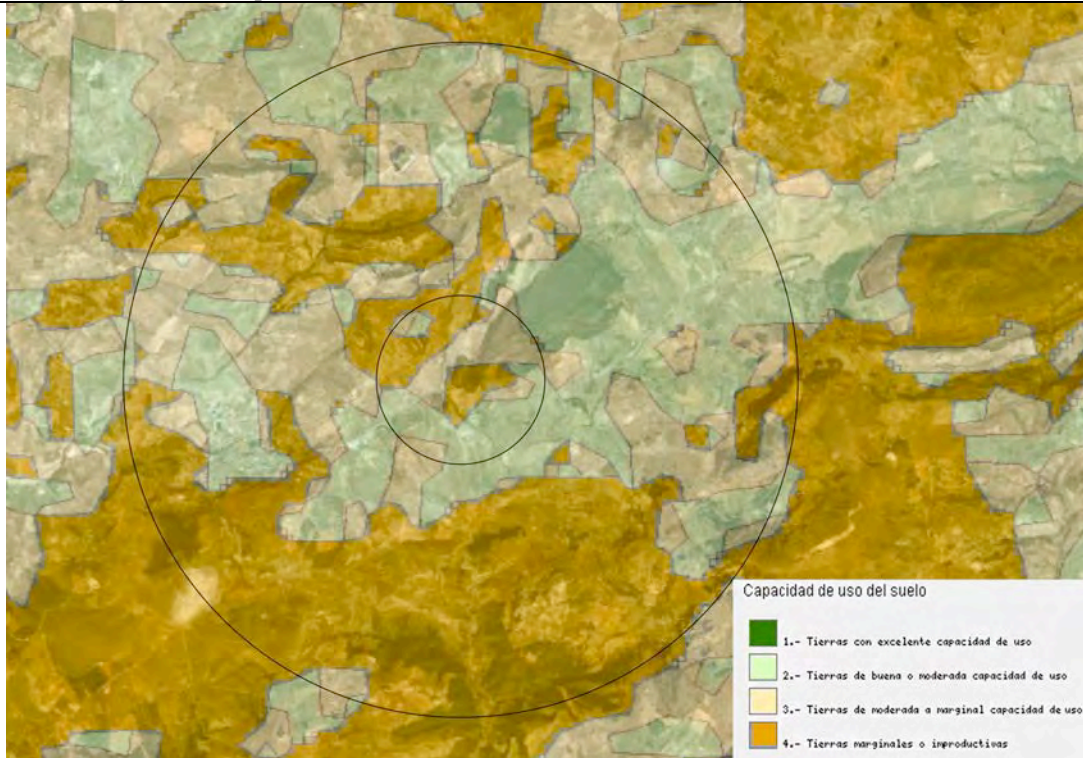 Capacidad de uso del suelo
1.- Tierras con excelente capacidad de uso
2.- Tierras de buena o moderada capacidad de uso
3.- Tierras de moderada a marginal capacidad de uso
4.- Tierras marginales o improductivas